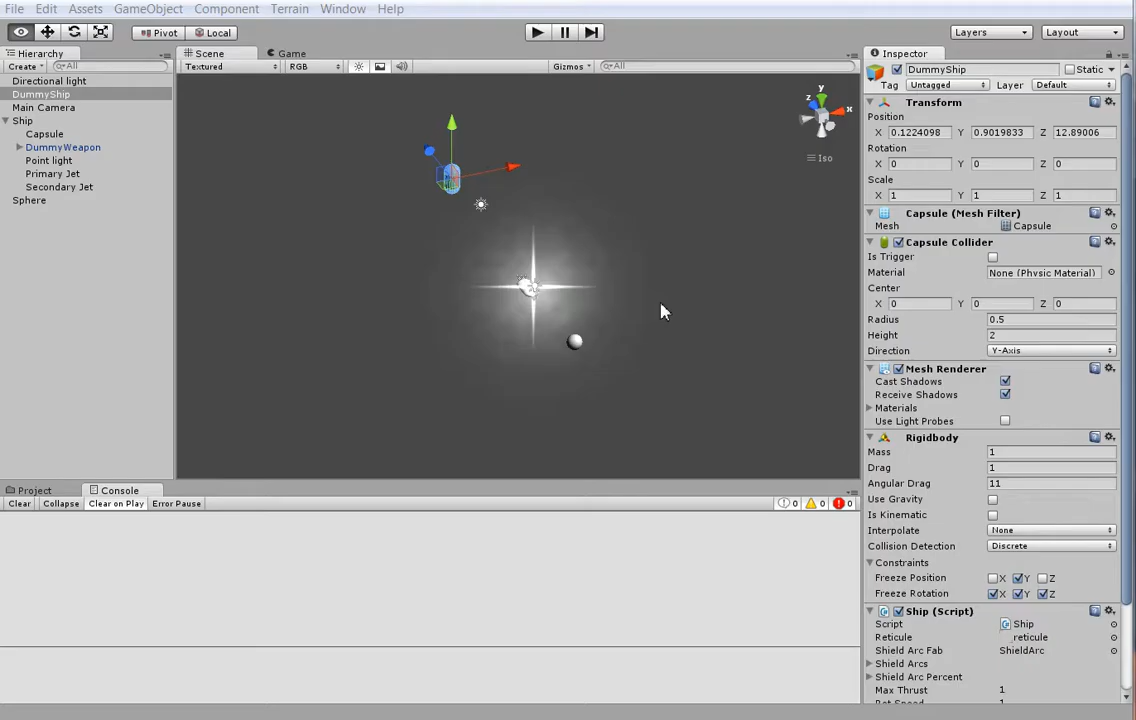 File Edit Assets GameObject Component Terrain Window Help
Pivot Local Layers Layout
Hierarchy
Create All
Directional light
DummyShip
Main Camera
Ship
Capsule
DummyWeapon
Point light
Primary Jet
Secondary Jet
Sphere
Scene Game
Textured RGB Gizmos All
y
z x
Iso
Project Console
Clear Collapse Clear on Play Error Pause 0 0 0
Inspector
DummyShip Static
Tag Untagged Layer Default
Transform
Position
X 0.1224098 Y 0.9019833 Z 12.89006
Rotation
X 0 Y 0 Z 0
Scale
X 1 Y 1 Z 1
Capsule (Mesh Filter)
Mesh Capsule
Capsule Collider
Is Trigger
Material None (Physic Material)
Center
X 0 Y 0 Z 0
Radius 0.5
Height 2
Direction Y-Axis
Mesh Renderer
Cast Shadows
Receive Shadows
Materials
Use Light Probes
Rigidbody
Mass 1
Drag 1
Angular Drag 11
Use Gravity
Is Kinematic
Interpolate None
Collision Detection Discrete
Constraints
Freeze Position X Y Z
Freeze Rotation X Y Z
Ship (Script)
Script Ship
Reticule reticule
Shield Arc Fab ShieldArc
Shield Arcs
Shield Arc Percent
Max Thrust 1
Rot Speed 1